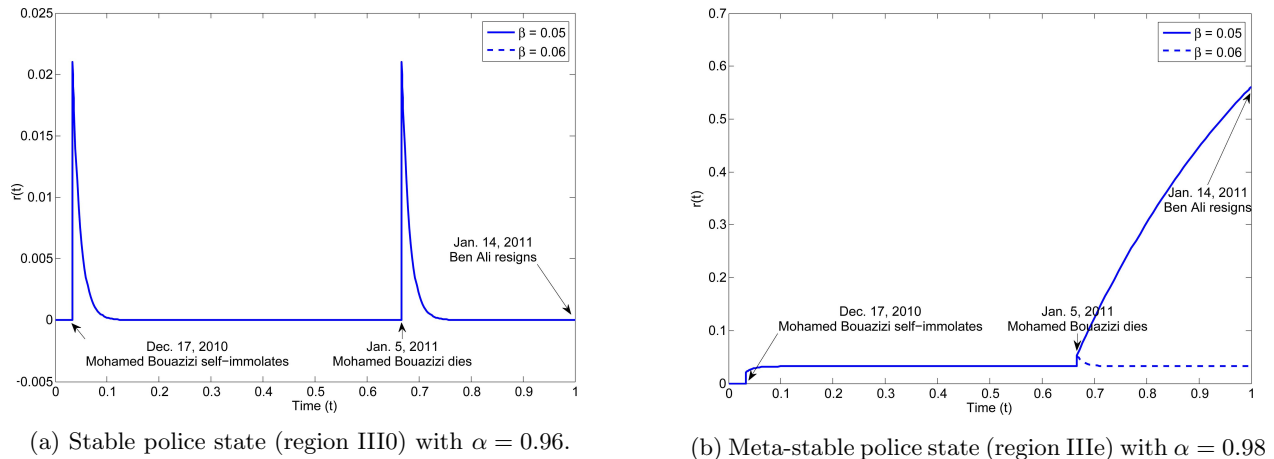 0.025
0.02
0.015
0.01
0.005
0
-0.005
r(t)
0 0.1 0.2 0.3 0.4 0.5 0.6 0.7 0.8 0.9 1
Time (t)
β = 0.05
β = 0.06
Jan. 14, 2011
Ben Ali resigns
Dec. 17, 2010
Mohamed Bouazizi self−immolates
Jan. 5, 2011
Mohamed Bouazizi dies
(a) Stable police state (region III0) with α = 0.96.
0.7
0.6
0.5
0.4
0.3
0.2
0.1
0
r(t)
0 0.1 0.2 0.3 0.4 0.5 0.6 0.7 0.8 0.9 1
Time (t)
β = 0.05
β = 0.06
Jan. 14, 2011
Ben Ali resigns
Dec. 17, 2010
Mohamed Bouazizi self−immolates
Jan. 5, 2011
Mohamed Bouazizi dies
(b) Meta-stable police state (region IIIe) with α = 0.98